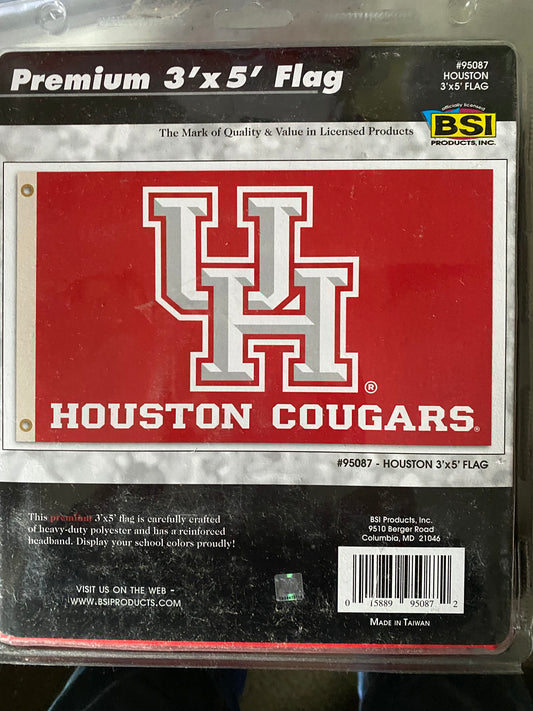 Premium 3'x 5' Flag
#95087
HOUSTON
3'x5' FLAG
officially licensed
BSI
PRODUCTS, INC.
The Mark of Quality & Value in Licensed Products
UH
®
HOUSTON COUGARS®
#95087 - HOUSTON 3'x5' FLAG
This premium 3'x5' flag is carefully crafted
of heavy-duty polyester and has a reinforced
headband. Display your school colors proudly!
VISIT US ON THE WEB -
WWW.BSIPRODUCTS.COM
BSI Products, Inc.
9510 Berger Road
Columbia, MD 21046
0 15889 95087 2
MADE IN TAIWAN